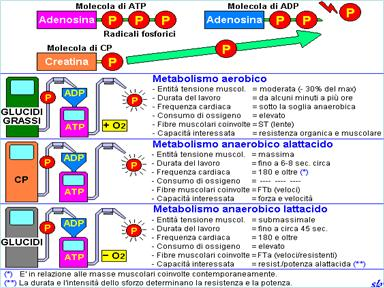 Molecola di ATP
Molecola di ADP
Adenosina P P P
Adenosina P P P
Radicali fosforici
Molecola di CP
Creatina P
P
Metabolismo aerobico
- Entità tensione muscol. = moderata (- 30% del max)
- Durata del lavoro = da alcuni minuti a più ore
- Frequenza cardiaca = sotto la soglia anaerobica
- Consumo di ossigeno = elevato
- Fibre muscolari coinvolte = ST (lente)
- Capacità interessata = resistenza organica e muscolare
GLUCIDI
GRASSI
P
ADP
ATP
P
+ O2
Metabolismo anaerobico alattacido
- Entità tensione muscol. = massima
- Durata del lavoro = fino a 6-8 sec. circa
- Frequenza cardiaca = 180 e oltre (*)
- Consumo di ossigeno = ---- ---- ---- ----
- Fibre muscolari coinvolte = FTb (veloci)
- Capacità interessata = forza e velocità
CP
P
ADP
ATP
P
Metabolismo anaerobico lattacido
- Entità tensione muscol. = submassimale
- Durata del lavoro = fino a circa 45 sec.
- Frequenza cardiaca = 180 e oltre
- Consumo di ossigeno = elevato
- Fibre muscolari coinvolte = FTa (veloci/resistenti)
- Capacità interessata = resist./potenza alattacida (**)
GLUCIDI
P
ADP
ATP
P
- O2
(*) E' in relazione alle masse muscolari coinvolte contemporaneamente.
(**) La durata e l'intensità dello sforzo determinano la resistenza e la potenza.